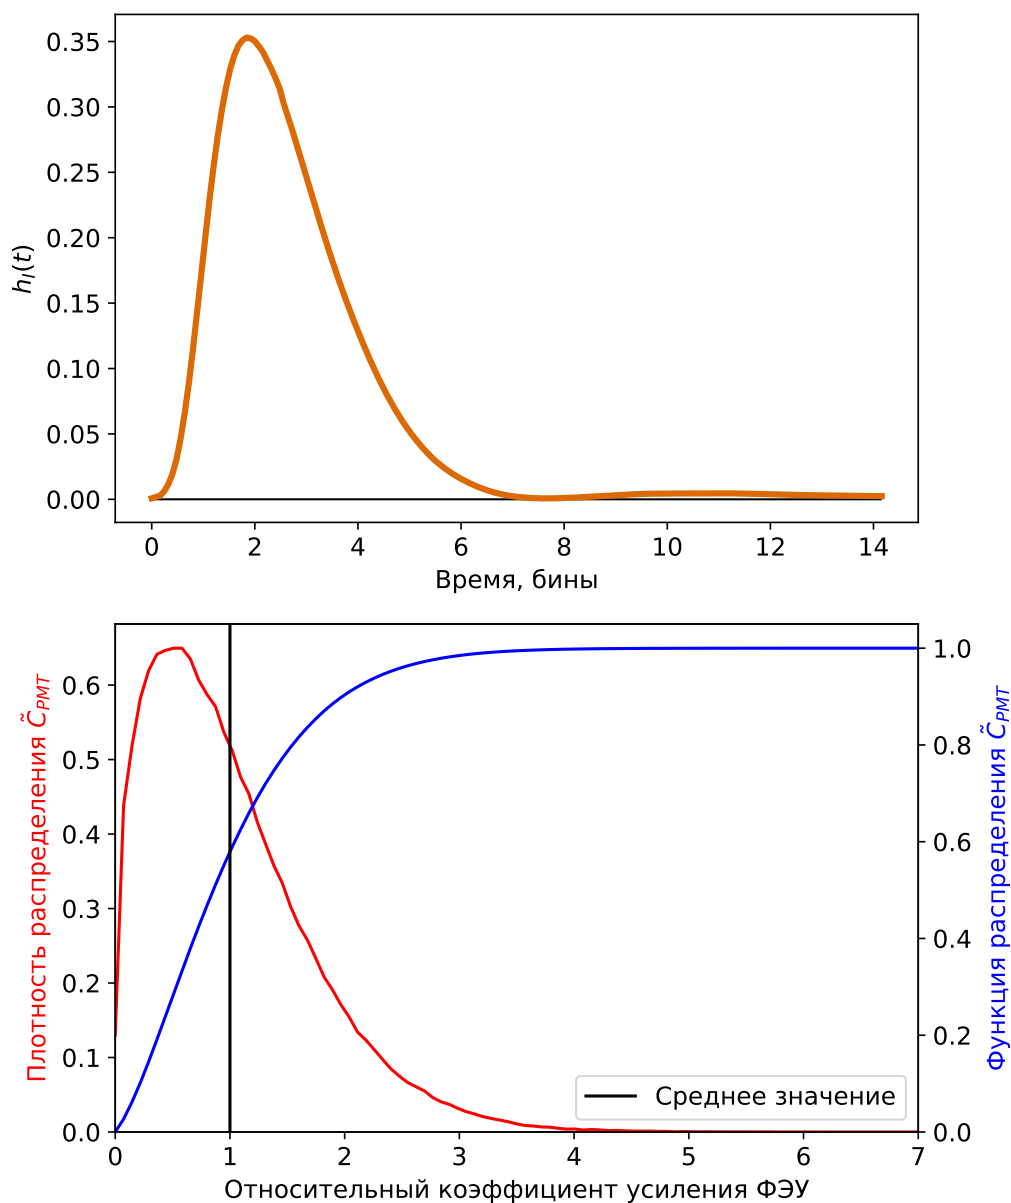 0.35
0.30
0.25
0.20
0.15
0.10
0.05
0.00
h_I(t)
0 2 4 6 8 10 12 14
Время, бины
0.6
0.5
0.4
0.3
0.2
0.1
0.0
Плотность распределения C̃_PMT
1.0
0.8
0.6
0.4
0.2
0.0
Функция распределения C̃_PMT
Среднее значение
0 1 2 3 4 5 6 7
Относительный коэффициент усиления ФЭУ